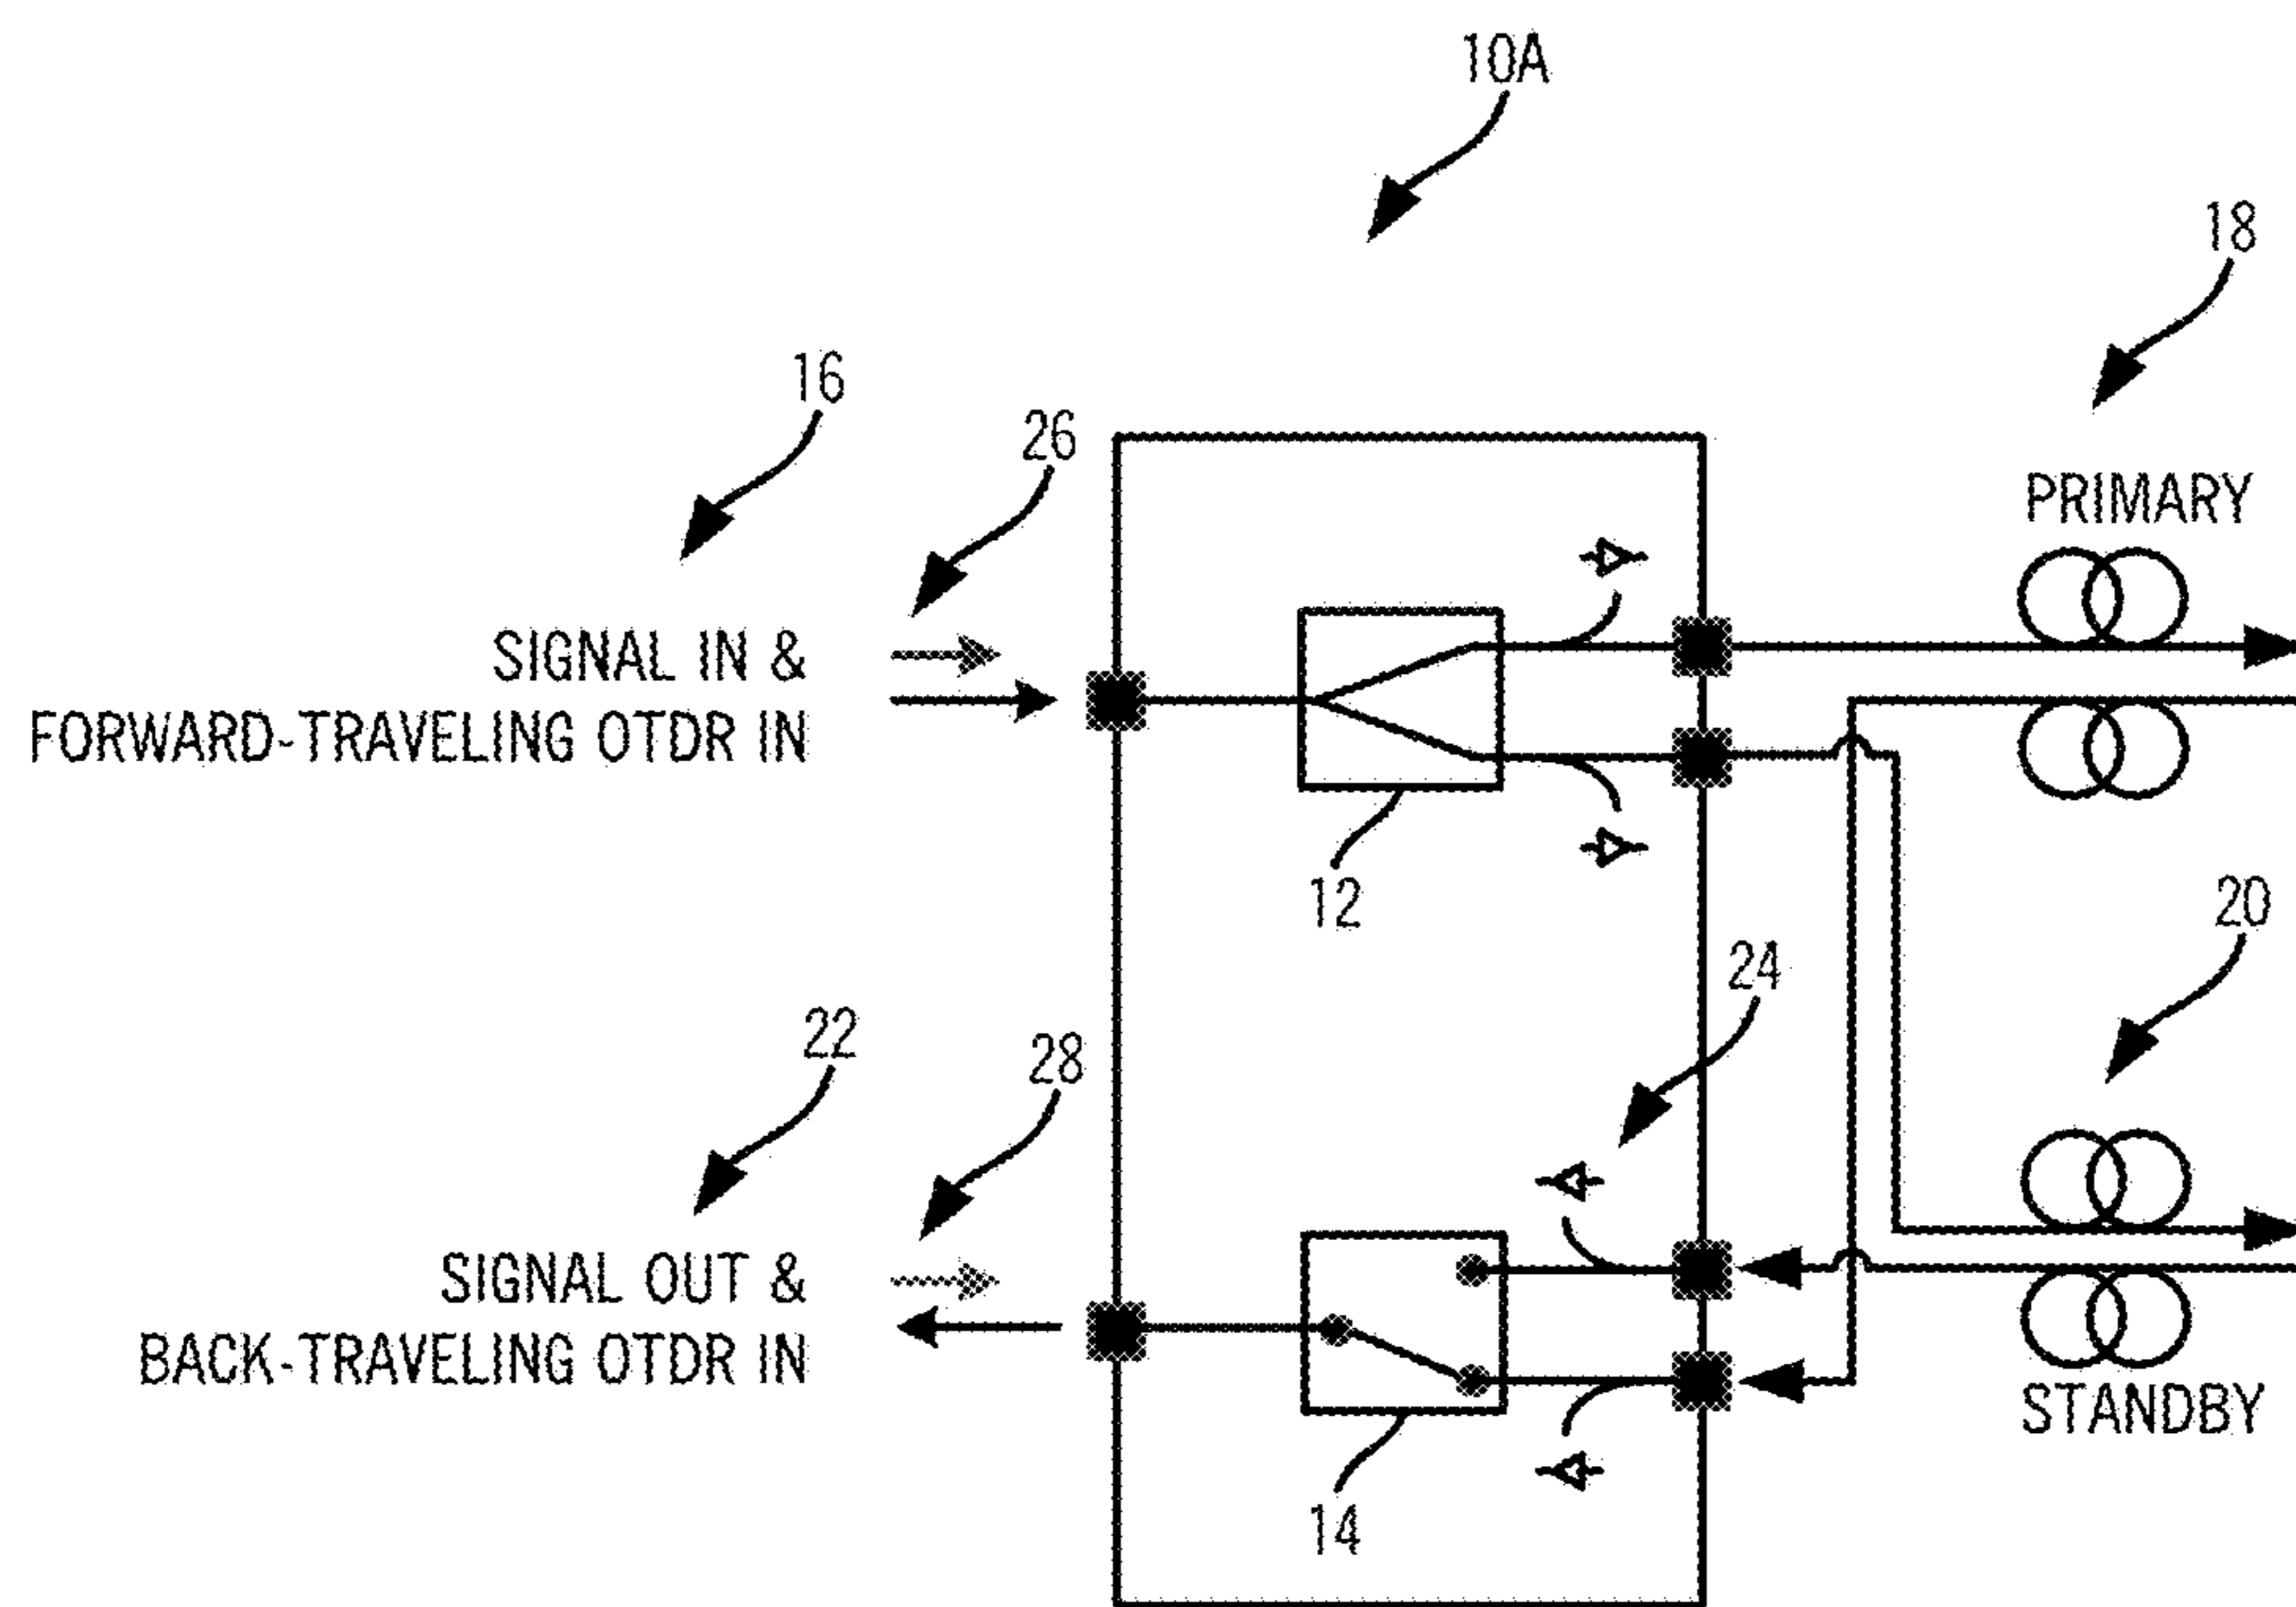 10A
18
16
26
PRIMARY
SIGNAL IN &
FORWARD-TRAVELING OTDR IN
12
20
24
22
28
SIGNAL OUT &
BACK-TRAVELING OTDR IN
STANDBY
14